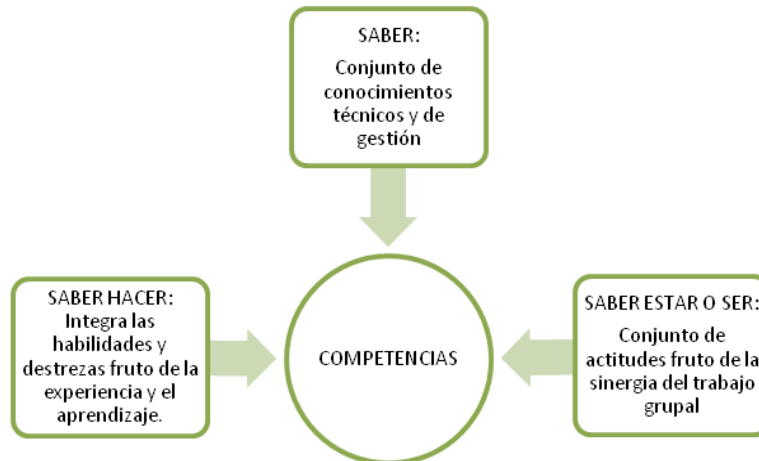 SABER:
Conjunto de
conocimientos
técnicos y de
gestión
SABER HACER:
Integra las
habilidades y
destrezas fruto de la
experiencia y el
aprendizaje.
COMPETENCIAS
SABER ESTAR O SER:
Conjunto de
actitudes fruto de la
sinergia del trabajo
grupal